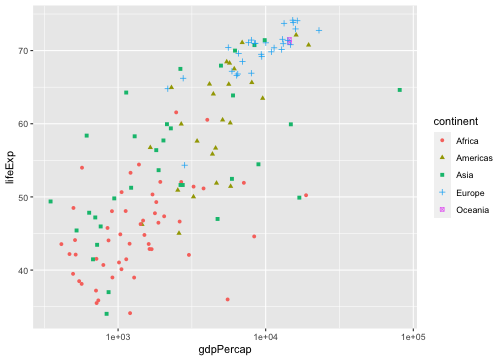 70
60
50
40
lifeExp
1e+03
1e+04
1e+05
gdpPercap
continent
Africa
Americas
Asia
Europe
Oceania